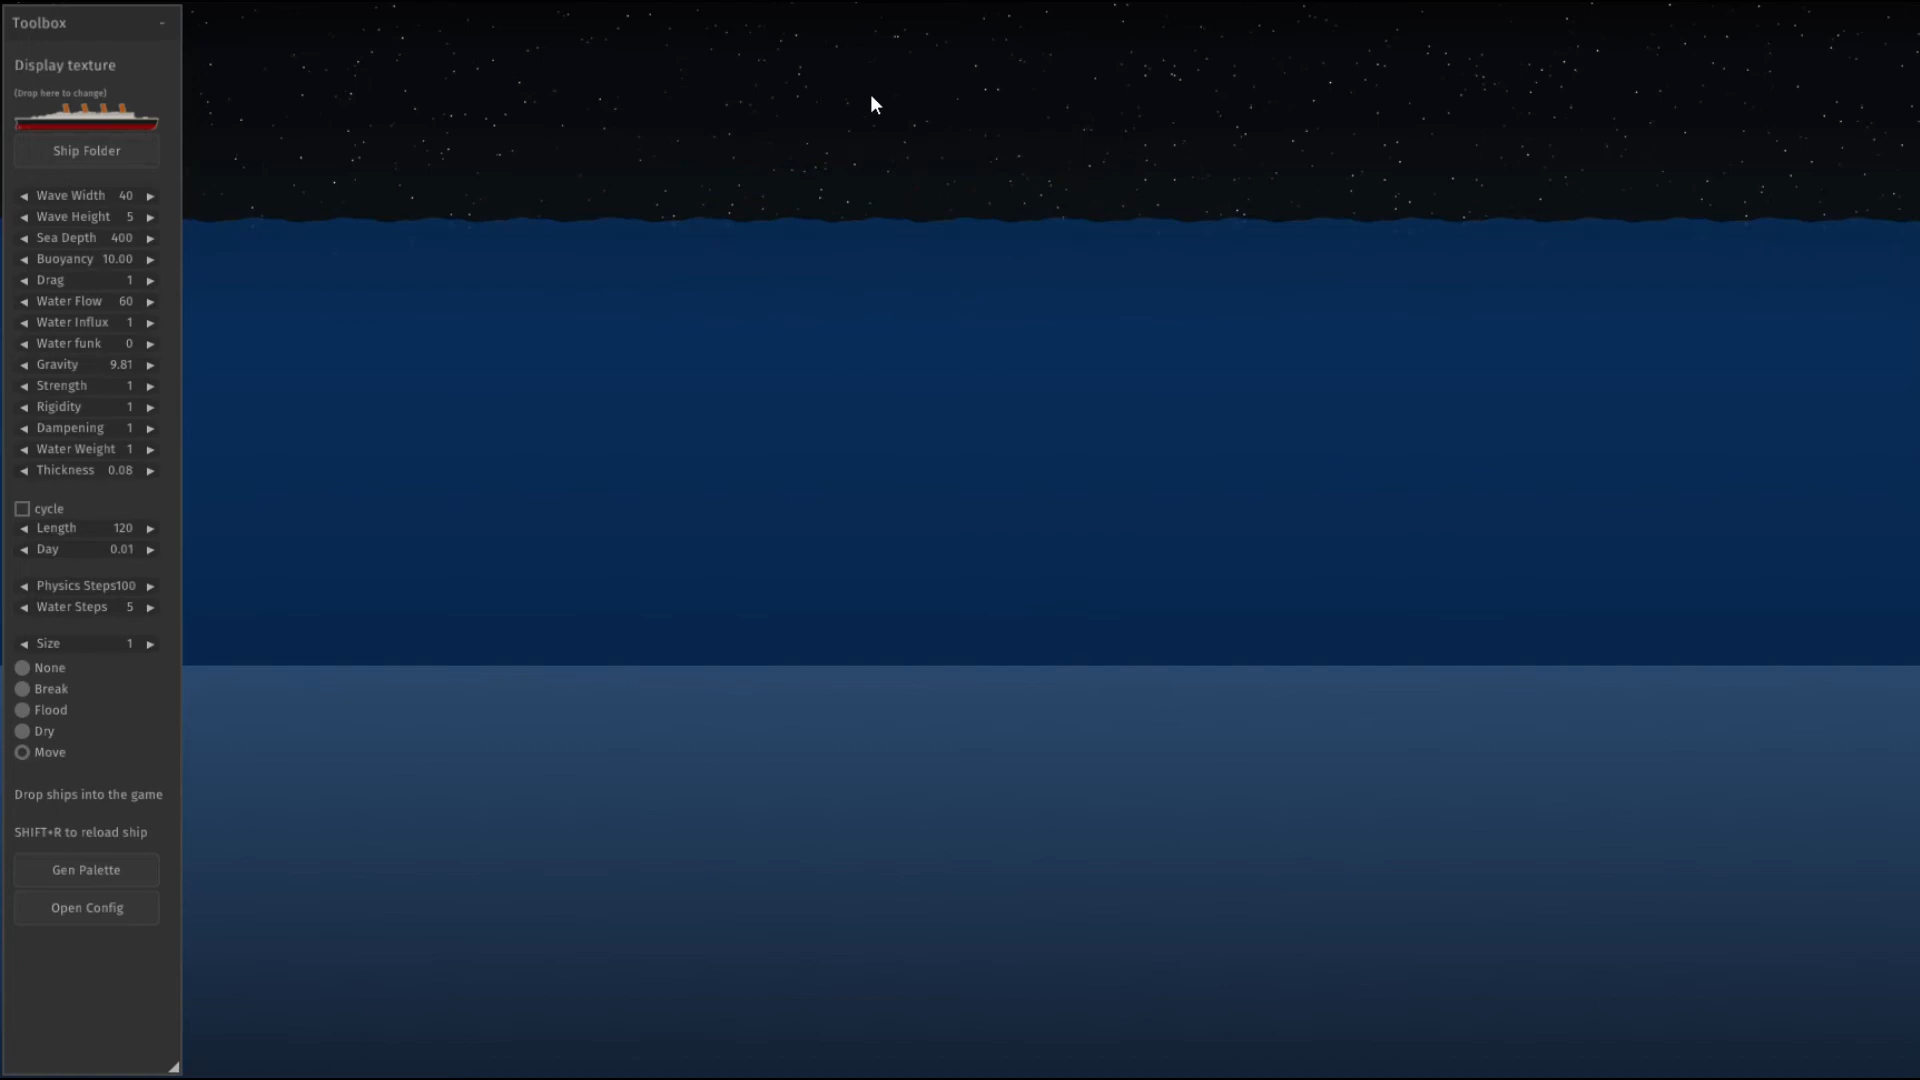 Toolbox -
Display texture
(Drop here to change)
Ship Folder
Wave Width 40
Wave Height 5
Sea Depth 400
Buoyancy 10.00
Drag 1
Water Flow 60
Water Influx 1
Water funk 0
Gravity 9.81
Strength 1
Rigidity 1
Dampening 1
Water Weight 1
Thickness 0.08
cycle
Length 120
Day 0.01
Physics Steps100
Water Steps 5
Size 1
None
Break
Flood
Dry
Move
Drop ships into the game
SHIFT+R to reload ship
Gen Palette
Open Config